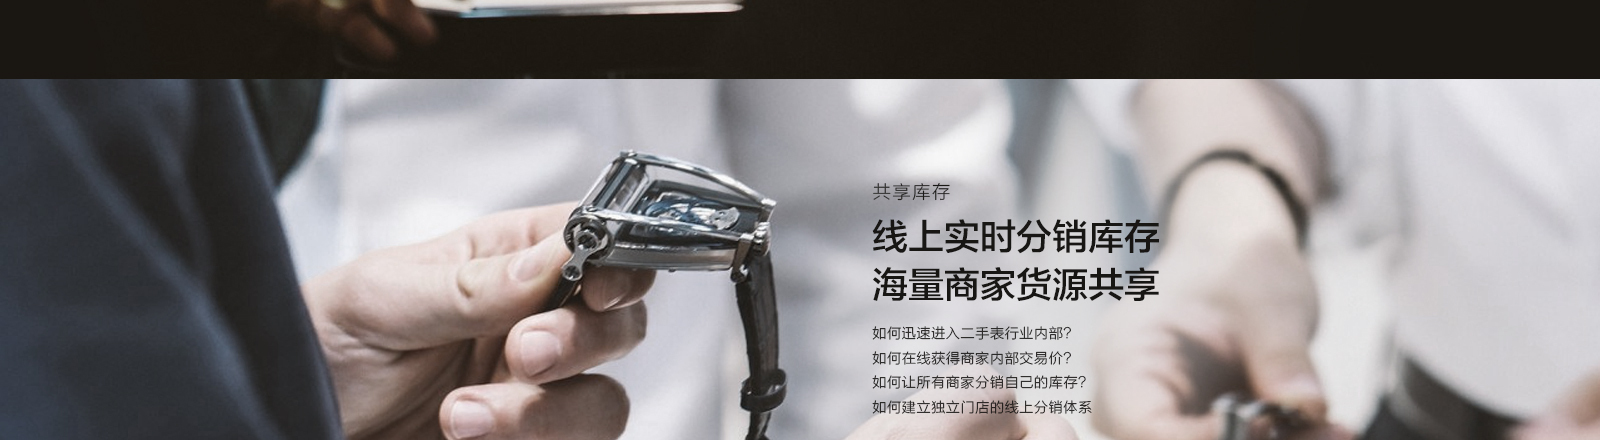 共享库存
线上实时分销库存
海量商家货源共享
如何迅速进入二手表行业内部?
如何在线获得商家内部交易价?
如何让所有商家分销自己的库存?
如何建立独立门店的线上分销体系